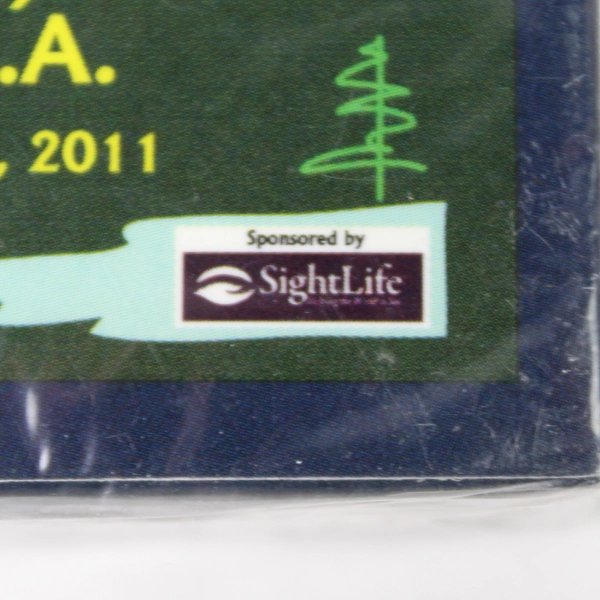 .A.
, 2011
Sponsored by
SightLife